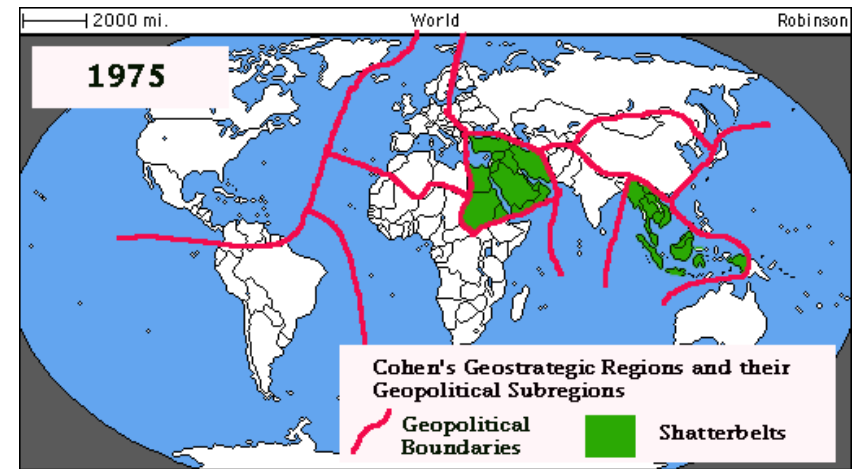 2000 mi. World Robinson
1975
Cohen's Geostrategic Regions and their
Geopolitical Subregions
Geopolitical
Boundaries
Shatterbelts